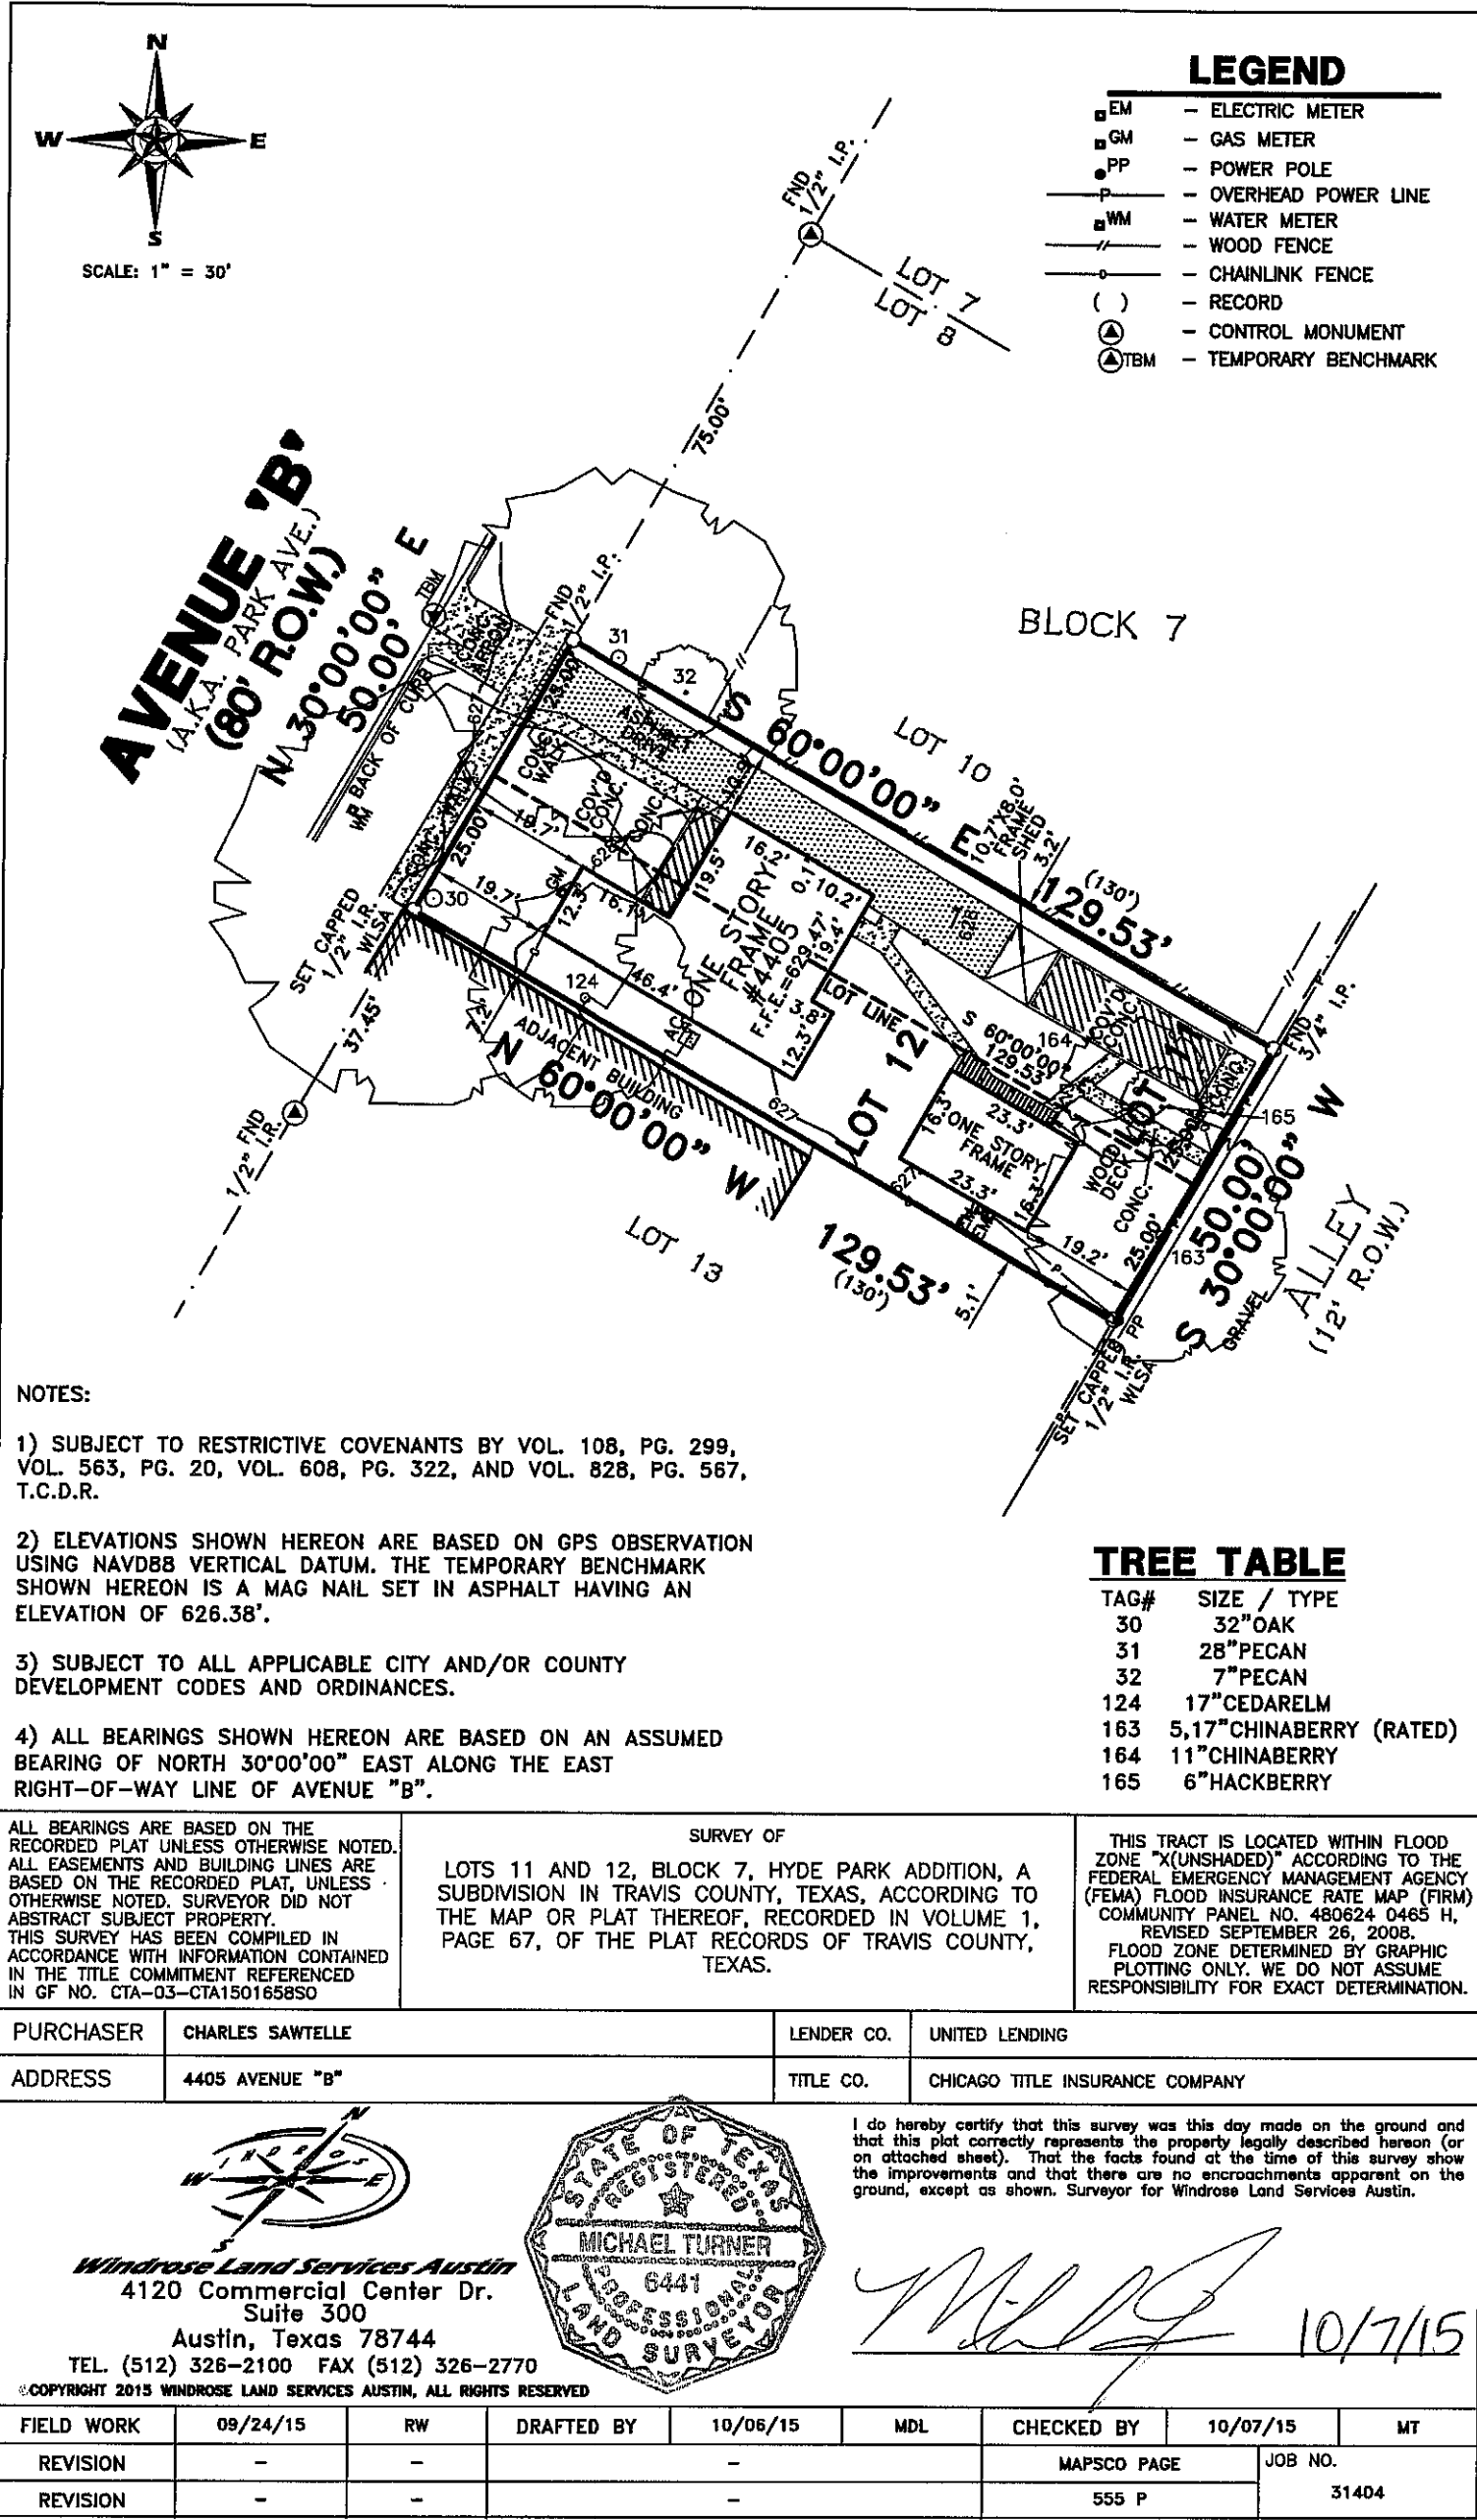 N
W
E
S
SCALE: 1" = 30'
LEGEND
EM - ELECTRIC METER
GM - GAS METER
PP - POWER POLE
P - OVERHEAD POWER LINE
WM - WATER METER
// - WOOD FENCE
o - CHAINLINK FENCE
( ) - RECORD
- CONTROL MONUMENT
TBM - TEMPORARY BENCHMARK
FND
1/2" I.P.
LOT 7
LOT 8
75.00'
AVENUE "B"
(A.K.A. PARK AVE.)
(80' R.O.W.)
N 30°00'00" E
50.00'
TBM
BACK OF CURB
WM
CONC.
APRON
627
FND
1/2" I.P.
31
32
BLOCK 7
25.00'
ASPHALT
DRIVE
CONC.
WALK
COV'D
CONC.
CONC.
10.9'
S 60°00'00" E
129.53'
(130')
LOT 10
10.7'X8.0'
FRAME
SHED
3.2'
CONC. WALK
25.00'
19.7'
628
19.7'
GM
12.3'
16.1'
19.5'
16.2'
0.1'
10.2'
19.4'
ONE STORY
FRAME
#4405
F.F.E.=629.47'
3.8'
12.3'
46.4'
A/C
628
SET CAPPED
1/2" I.R.
WLSA
30
37.45'
FND
1/2" I.R.
124
7.2'
ADJACENT BUILDING
N 60°00'00" W
129.53'
(130')
LOT 13
627
LOT LINE
LOT 12
S 60°00'00"
129.53'
164
COV'D
CONC.
LOT 11
CONC.
FND
3/4" I.P.
165
16.3'
23.3'
ONE STORY
FRAME
23.3'
16.3'
WOOD
DECK
CONC.
25.00'
627
EM
EM
19.2'
25.00'
5.1'
163
S 30°00'00" W
50.00'
GRAVEL
ALLEY
(12' R.O.W.)
PP
SET CAPPED
1/2" I.R.
WLSA
NOTES:
1) SUBJECT TO RESTRICTIVE COVENANTS BY VOL. 108, PG. 299,
VOL. 563, PG. 20, VOL. 608, PG. 322, AND VOL. 828, PG. 567,
T.C.D.R.
2) ELEVATIONS SHOWN HEREON ARE BASED ON GPS OBSERVATION
USING NAVD88 VERTICAL DATUM. THE TEMPORARY BENCHMARK
SHOWN HEREON IS A MAG NAIL SET IN ASPHALT HAVING AN
ELEVATION OF 626.38'.
3) SUBJECT TO ALL APPLICABLE CITY AND/OR COUNTY
DEVELOPMENT CODES AND ORDINANCES.
4) ALL BEARINGS SHOWN HEREON ARE BASED ON AN ASSUMED
BEARING OF NORTH 30°00'00" EAST ALONG THE EAST
RIGHT-OF-WAY LINE OF AVENUE "B".
TREE TABLE
TAG# SIZE / TYPE
30 32"OAK
31 28"PECAN
32 7"PECAN
124 17"CEDARELM
163 5,17"CHINABERRY (RATED)
164 11"CHINABERRY
165 6"HACKBERRY
ALL BEARINGS ARE BASED ON THE
RECORDED PLAT UNLESS OTHERWISE NOTED.
ALL EASEMENTS AND BUILDING LINES ARE
BASED ON THE RECORDED PLAT, UNLESS
OTHERWISE NOTED. SURVEYOR DID NOT
ABSTRACT SUBJECT PROPERTY.
THIS SURVEY HAS BEEN COMPILED IN
ACCORDANCE WITH INFORMATION CONTAINED
IN THE TITLE COMMITMENT REFERENCED
IN GF NO. CTA-03-CTA1501658SO
SURVEY OF
LOTS 11 AND 12, BLOCK 7, HYDE PARK ADDITION, A
SUBDIVISION IN TRAVIS COUNTY, TEXAS, ACCORDING TO
THE MAP OR PLAT THEREOF, RECORDED IN VOLUME 1,
PAGE 67, OF THE PLAT RECORDS OF TRAVIS COUNTY,
TEXAS.
THIS TRACT IS LOCATED WITHIN FLOOD
ZONE "X(UNSHADED)" ACCORDING TO THE
FEDERAL EMERGENCY MANAGEMENT AGENCY
(FEMA) FLOOD INSURANCE RATE MAP (FIRM)
COMMUNITY PANEL NO. 480624 0465 H,
REVISED SEPTEMBER 26, 2008.
FLOOD ZONE DETERMINED BY GRAPHIC
PLOTTING ONLY. WE DO NOT ASSUME
RESPONSIBILITY FOR EXACT DETERMINATION.
PURCHASER CHARLES SAWTELLE LENDER CO. UNITED LENDING
ADDRESS 4405 AVENUE "B" TITLE CO. CHICAGO TITLE INSURANCE COMPANY
N
W
E
S
WINDROSE
Windrose Land Services Austin
4120 Commercial Center Dr.
Suite 300
Austin, Texas 78744
TEL. (512) 326-2100 FAX (512) 326-2770
©COPYRIGHT 2015 WINDROSE LAND SERVICES AUSTIN, ALL RIGHTS RESERVED
STATE OF TEXAS
REGISTERED
MICHAEL TURNER
6441
PROFESSIONAL
LAND SURVEYOR
I do hereby certify that this survey was this day made on the ground and
that this plat correctly represents the property legally described hereon (or
on attached sheet). That the facts found at the time of this survey show
the improvements and that there are no encroachments apparent on the
ground, except as shown. Surveyor for Windrose Land Services Austin.
10/7/15
FIELD WORK 09/24/15 RW DRAFTED BY 10/06/15 MDL CHECKED BY 10/07/15 MT
REVISION - - - MAPSCO PAGE JOB NO.
REVISION - - - 555 P 31404